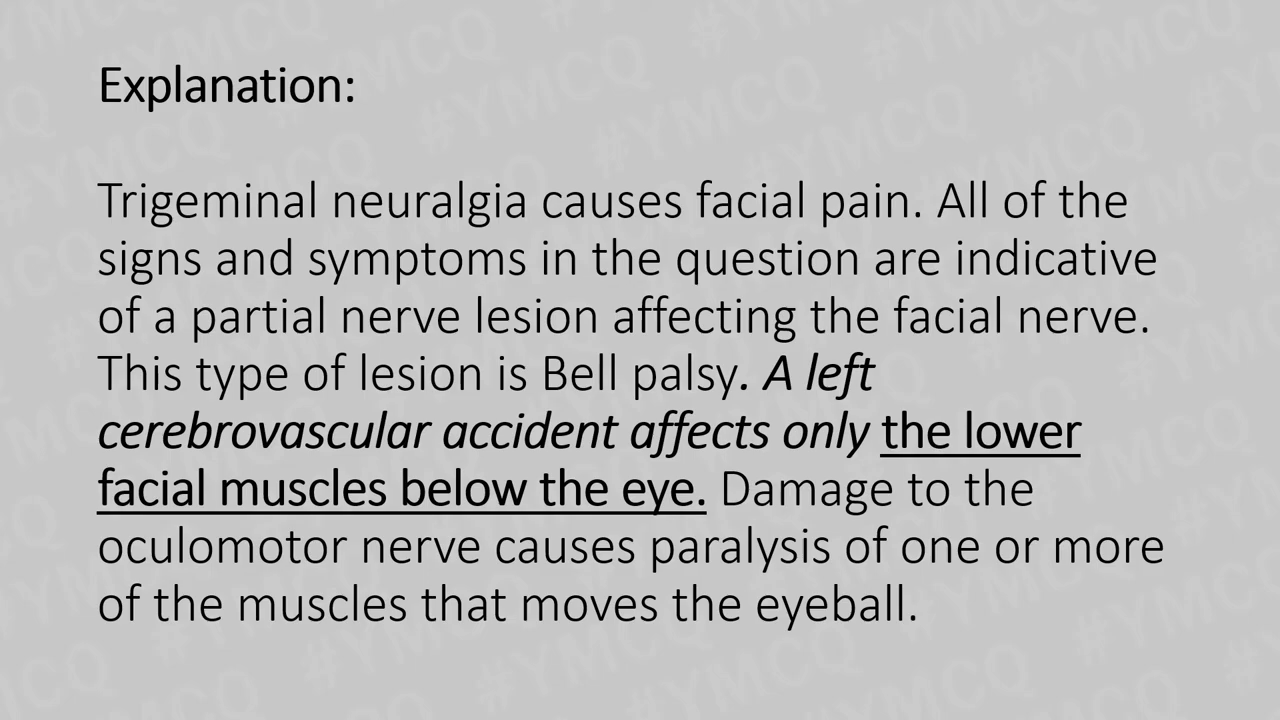 Explanation:
Trigeminal neuralgia causes facial pain. All of the
signs and symptoms in the question are indicative
of a partial nerve lesion affecting the facial nerve.
This type of lesion is Bell palsy. A left
cerebrovascular accident affects only the lower
facial muscles below the eye. Damage to the
oculomotor nerve causes paralysis of one or more
of the muscles that moves the eyeball.
#YMCQ